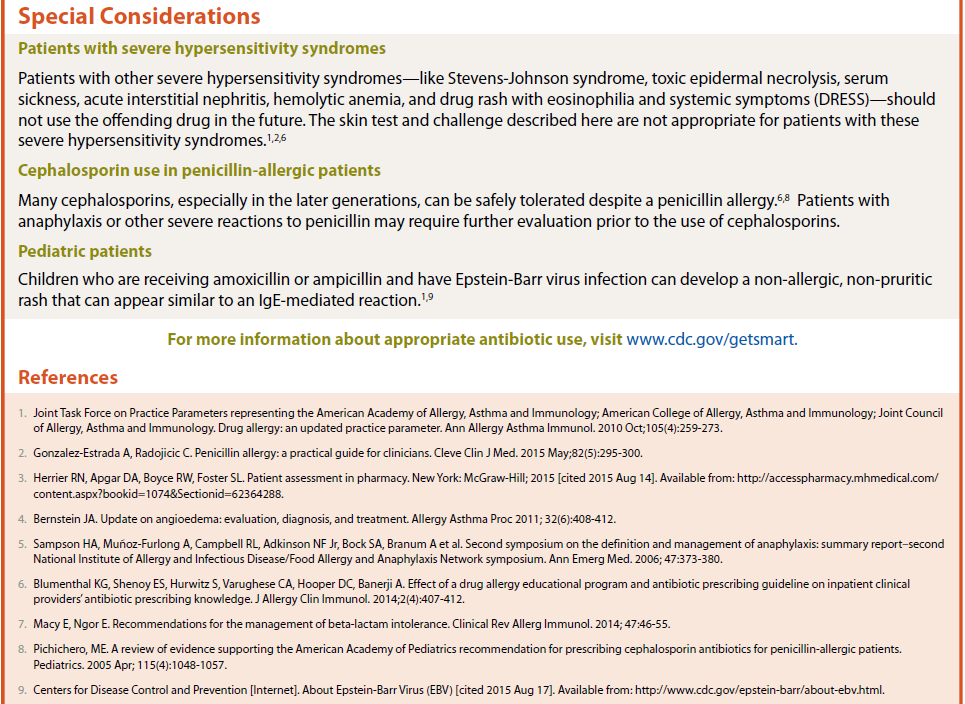 Special Considerations
Patients with severe hypersensitivity syndromes
Patients with other severe hypersensitivity syndromes—like Stevens-Johnson syndrome, toxic epidermal necrolysis, serum
sickness, acute interstitial nephritis, hemolytic anemia, and drug rash with eosinophilia and systemic symptoms (DRESS)—should
not use the offending drug in the future. The skin test and challenge described here are not appropriate for patients with these
severe hypersensitivity syndromes.1,2,6
Cephalosporin use in penicillin-allergic patients
Many cephalosporins, especially in the later generations, can be safely tolerated despite a penicillin allergy.6,8 Patients with
anaphylaxis or other severe reactions to penicillin may require further evaluation prior to the use of cephalosporins.
Pediatric patients
Children who are receiving amoxicillin or ampicillin and have Epstein-Barr virus infection can develop a non-allergic, non-pruritic
rash that can appear similar to an IgE-mediated reaction.1,9
For more information about appropriate antibiotic use, visit www.cdc.gov/getsmart.
References
1. Joint Task Force on Practice Parameters representing the American Academy of Allergy, Asthma and Immunology; American College of Allergy, Asthma and Immunology; Joint Council
of Allergy, Asthma and Immunology. Drug allergy: an updated practice parameter. Ann Allergy Asthma Immunol. 2010 Oct;105(4):259-273.
2. Gonzalez-Estrada A, Radojicic C. Penicillin allergy: a practical guide for clinicians. Cleve Clin J Med. 2015 May;82(5):295-300.
3. Herrier RN, Apgar DA, Boyce RW, Foster SL. Patient assessment in pharmacy. New York: McGraw-Hill; 2015 [cited 2015 Aug 14]. Available from: http://accesspharmacy.mhmedical.com/
content.aspx?bookid=1074&Sectionid=62364288.
4. Bernstein JA. Update on angioedema: evaluation, diagnosis, and treatment. Allergy Asthma Proc 2011; 32(6):408-412.
5. Sampson HA, Muñoz-Furlong A, Campbell RL, Adkinson NF Jr, Bock SA, Branum A et al. Second symposium on the definition and management of anaphylaxis: summary report–second
National Institute of Allergy and Infectious Disease/Food Allergy and Anaphylaxis Network symposium. Ann Emerg Med. 2006; 47:373-380.
6. Blumenthal KG, Shenoy ES, Hurwitz S, Varughese CA, Hooper DC, Banerji A. Effect of a drug allergy educational program and antibiotic prescribing guideline on inpatient clinical
providers' antibiotic prescribing knowledge. J Allergy Clin Immunol. 2014;2(4):407-412.
7. Macy E, Ngor E. Recommendations for the management of beta-lactam intolerance. Clinical Rev Allerg Immunol. 2014; 47:46-55.
8. Pichichero, ME. A review of evidence supporting the American Academy of Pediatrics recommendation for prescribing cephalosporin antibiotics for penicillin-allergic patients.
Pediatrics. 2005 Apr; 115(4):1048-1057.
9. Centers for Disease Control and Prevention [Internet]. About Epstein-Barr Virus (EBV) [cited 2015 Aug 17]. Available from: http://www.cdc.gov/epstein-barr/about-ebv.html.